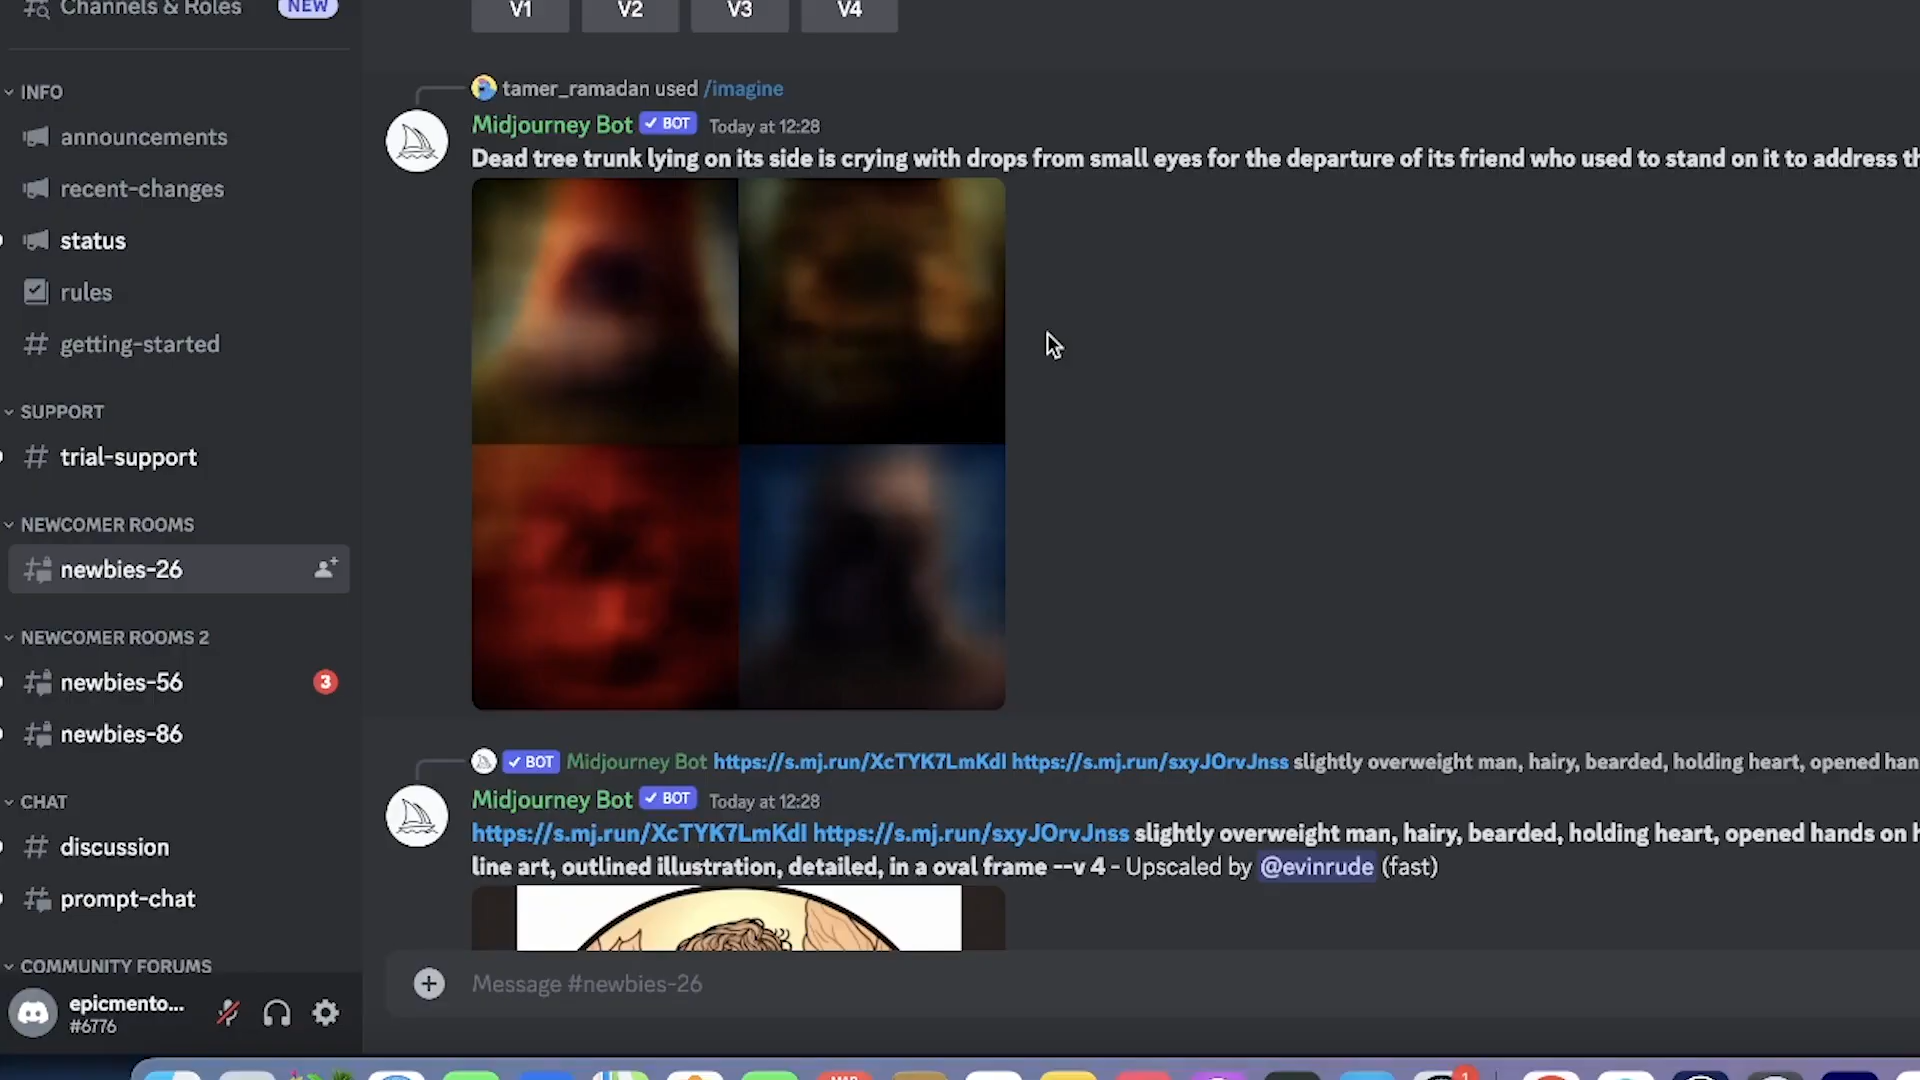 Channels & Roles
NEW
INFO
announcements
recent-changes
status
rules
getting-started
SUPPORT
trial-support
NEWCOMER ROOMS
newbies-26
NEWCOMER ROOMS 2
newbies-56
3
newbies-86
CHAT
discussion
prompt-chat
COMMUNITY FORUMS
epicmento...
#6776
V1
V2
V3
V4
tamer_ramadan used /imagine
Midjourney Bot BOT Today at 12:28
Dead tree trunk lying on its side is crying with drops from small eyes for the departure of its friend who used to stand on it to address
BOT Midjourney Bot https://s.mj.run/XcTYK7LmKdI https://s.mj.run/sxyJOrvJnss slightly overweight man, hairy, bearded, holding heart, opened
Midjourney Bot BOT Today at 12:28
https://s.mj.run/XcTYK7LmKdI https://s.mj.run/sxyJOrvJnss slightly overweight man, hairy, bearded, holding heart, opened hands on
line art, outlined illustration, detailed, in a oval frame --v 4 - Upscaled by @evinrude (fast)
Message #newbies-26
MAR
1